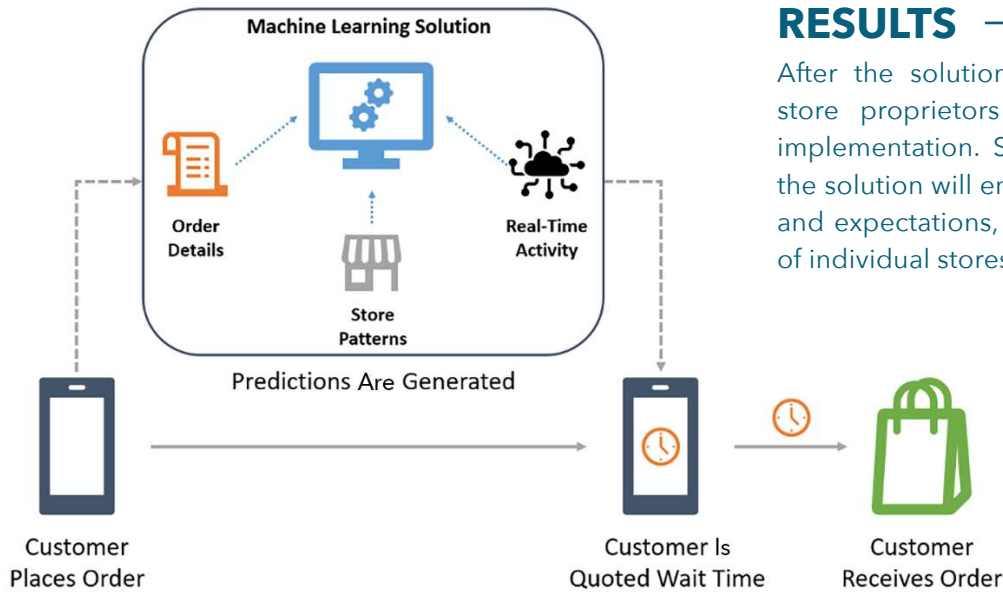 Machine Learning Solution
Order
Details
Real-Time
Activity
Store
Patterns
Predictions Are Generated
Customer
Places Order
Customer Is
Quoted Wait Time
Customer
Receives Order
RESULTS
After the solution
store proprietors
implementation. S
the solution will
and expectations,
of individual stores